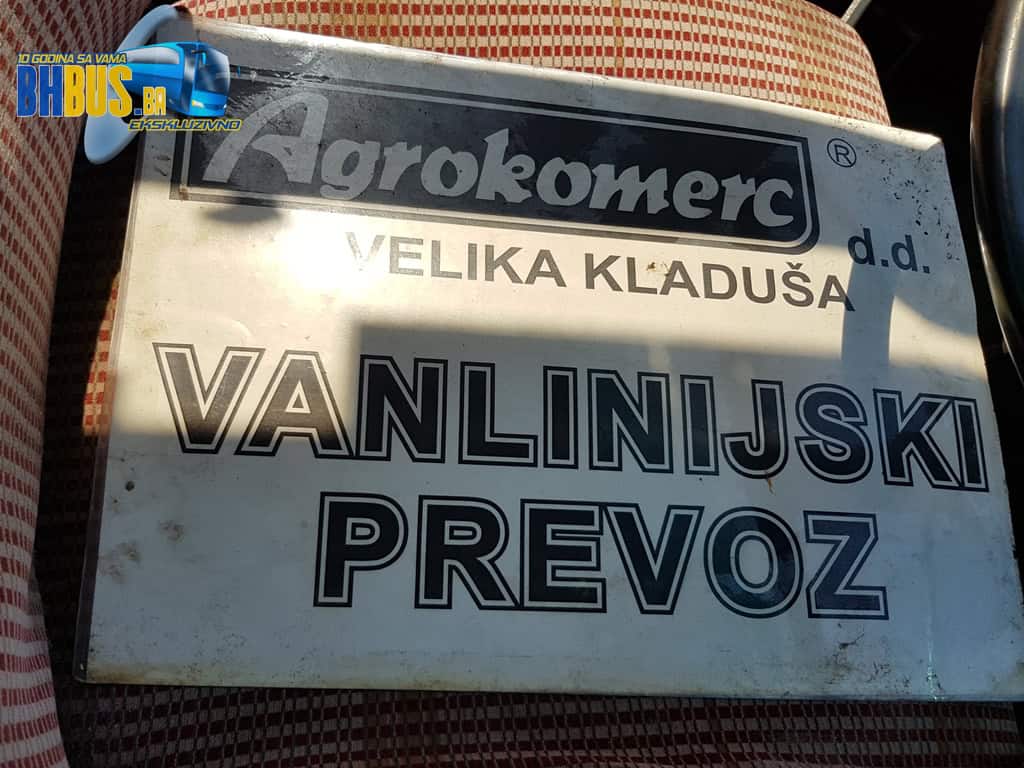 10 GODINA SA VAMA
BHBUS.BA
EKSKLUZIVNO
Agrokomerc ®
d.d.
VELIKA KLADUŠA
VANLINIJSKI
PREVOZ